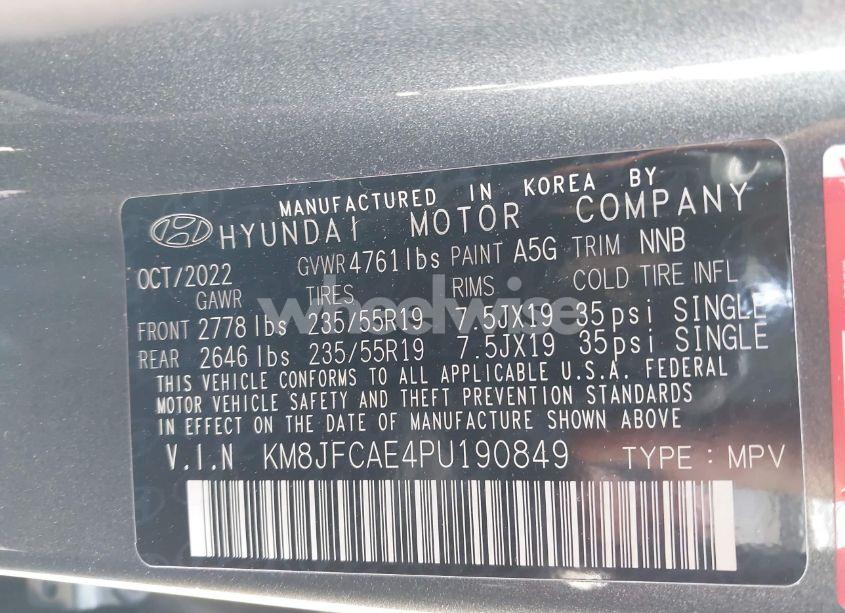 MANUFACTURED IN KOREA BY
HYUNDAI MOTOR COMPANY
OCT/2022 GVWR 4761lbs PAINT A5G TRIM NNB
GAWR TIRES RIMS COLD TIRE INFL
FRONT 2778 lbs 235/55R19 7.5JX19 35psi SINGLE
REAR 2646 lbs 235/55R19 7.5JX19 35psi SINGLE
THIS VEHICLE CONFORMS TO ALL APPLICABLE U.S.A. FEDERAL
MOTOR VEHICLE SAFETY AND THEFT PREVENTION STANDARDS
IN EFFECT ON THE DATE OF MANUFACTURE SHOWN ABOVE
V.I.N KM8JFCAE4PU190849 TYPE : MPV
wheelwise